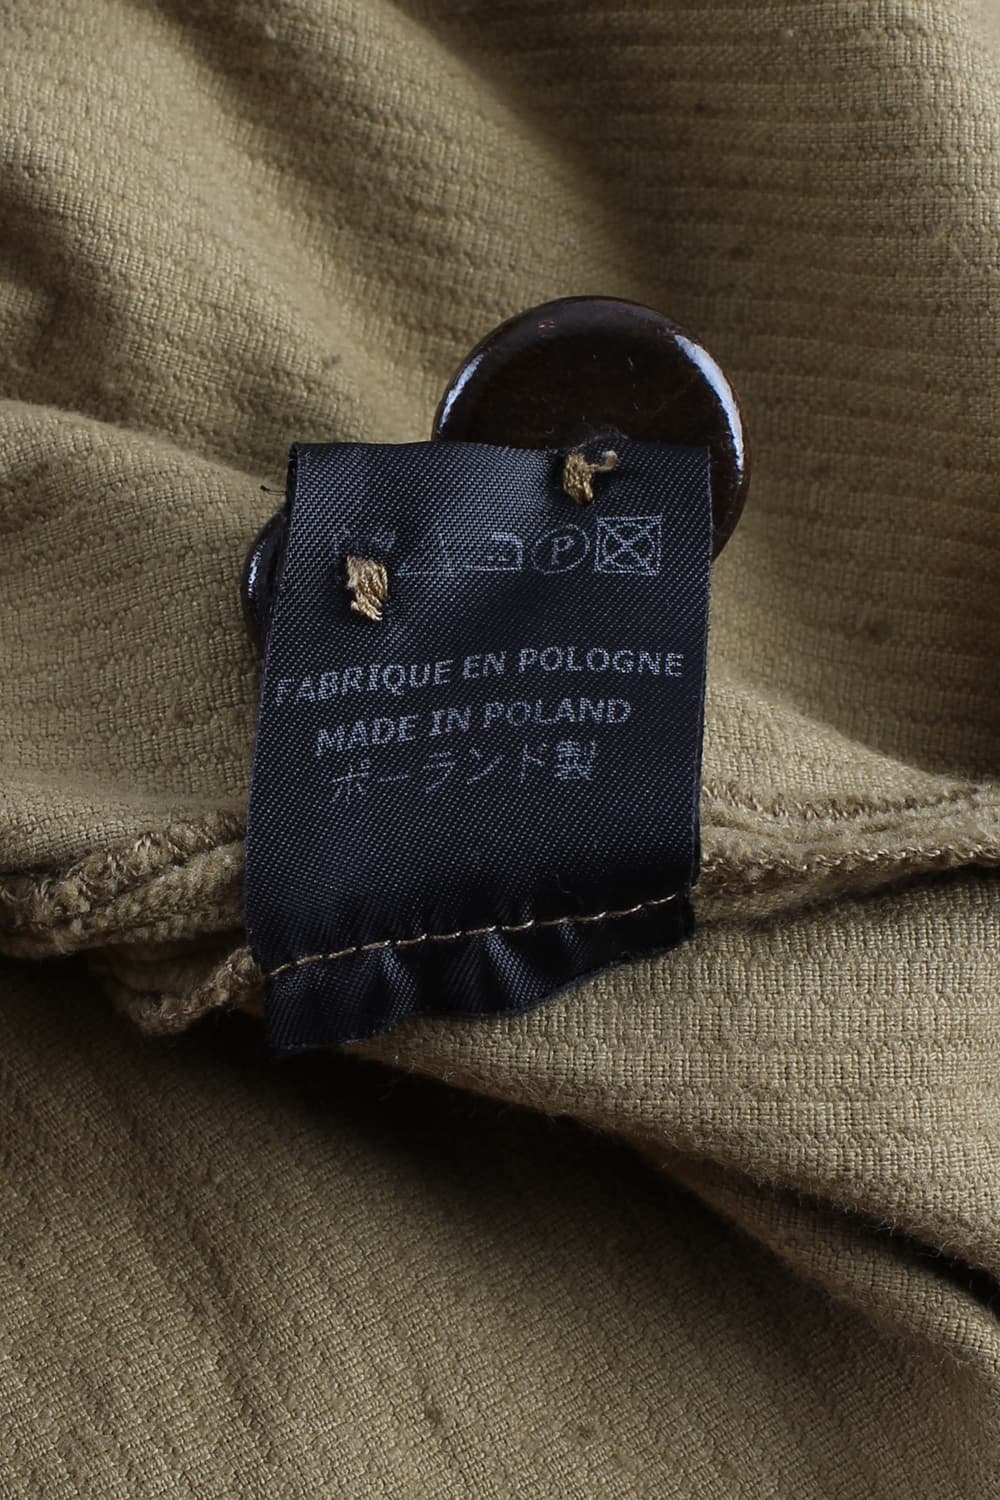 P
FABRIQUE EN POLOGNE
MADE IN POLAND
ポーランド製